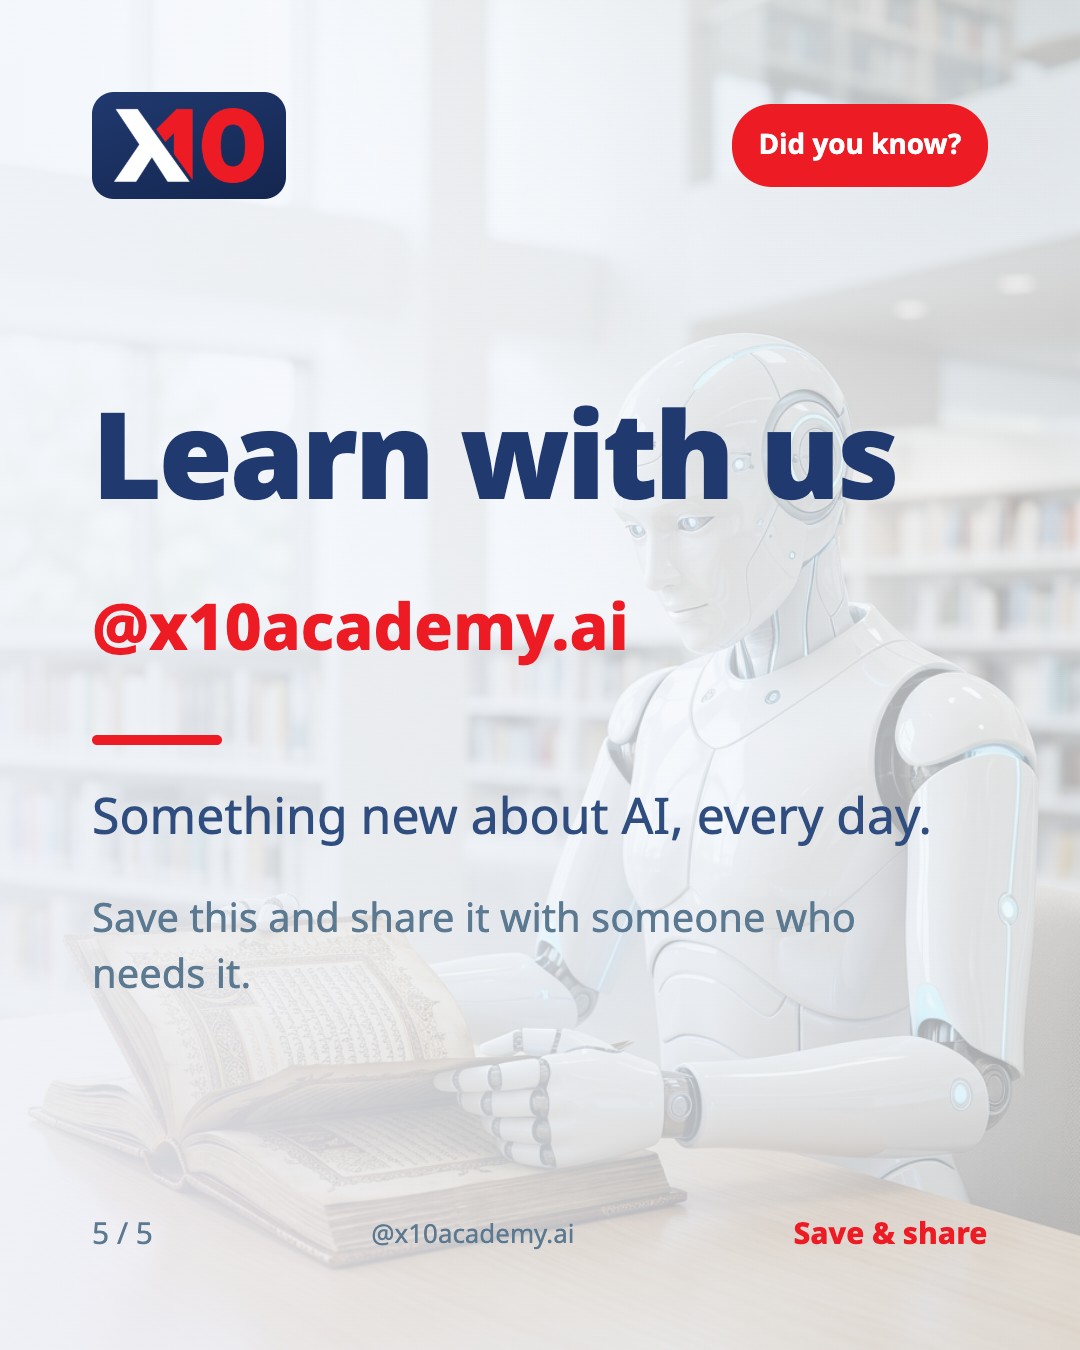 X10
Did you know?
Learn with us
@x10academy.ai
Something new about AI, every day.
Save this and share it with someone who
needs it.
5 / 5
@x10academy.ai
Save & share